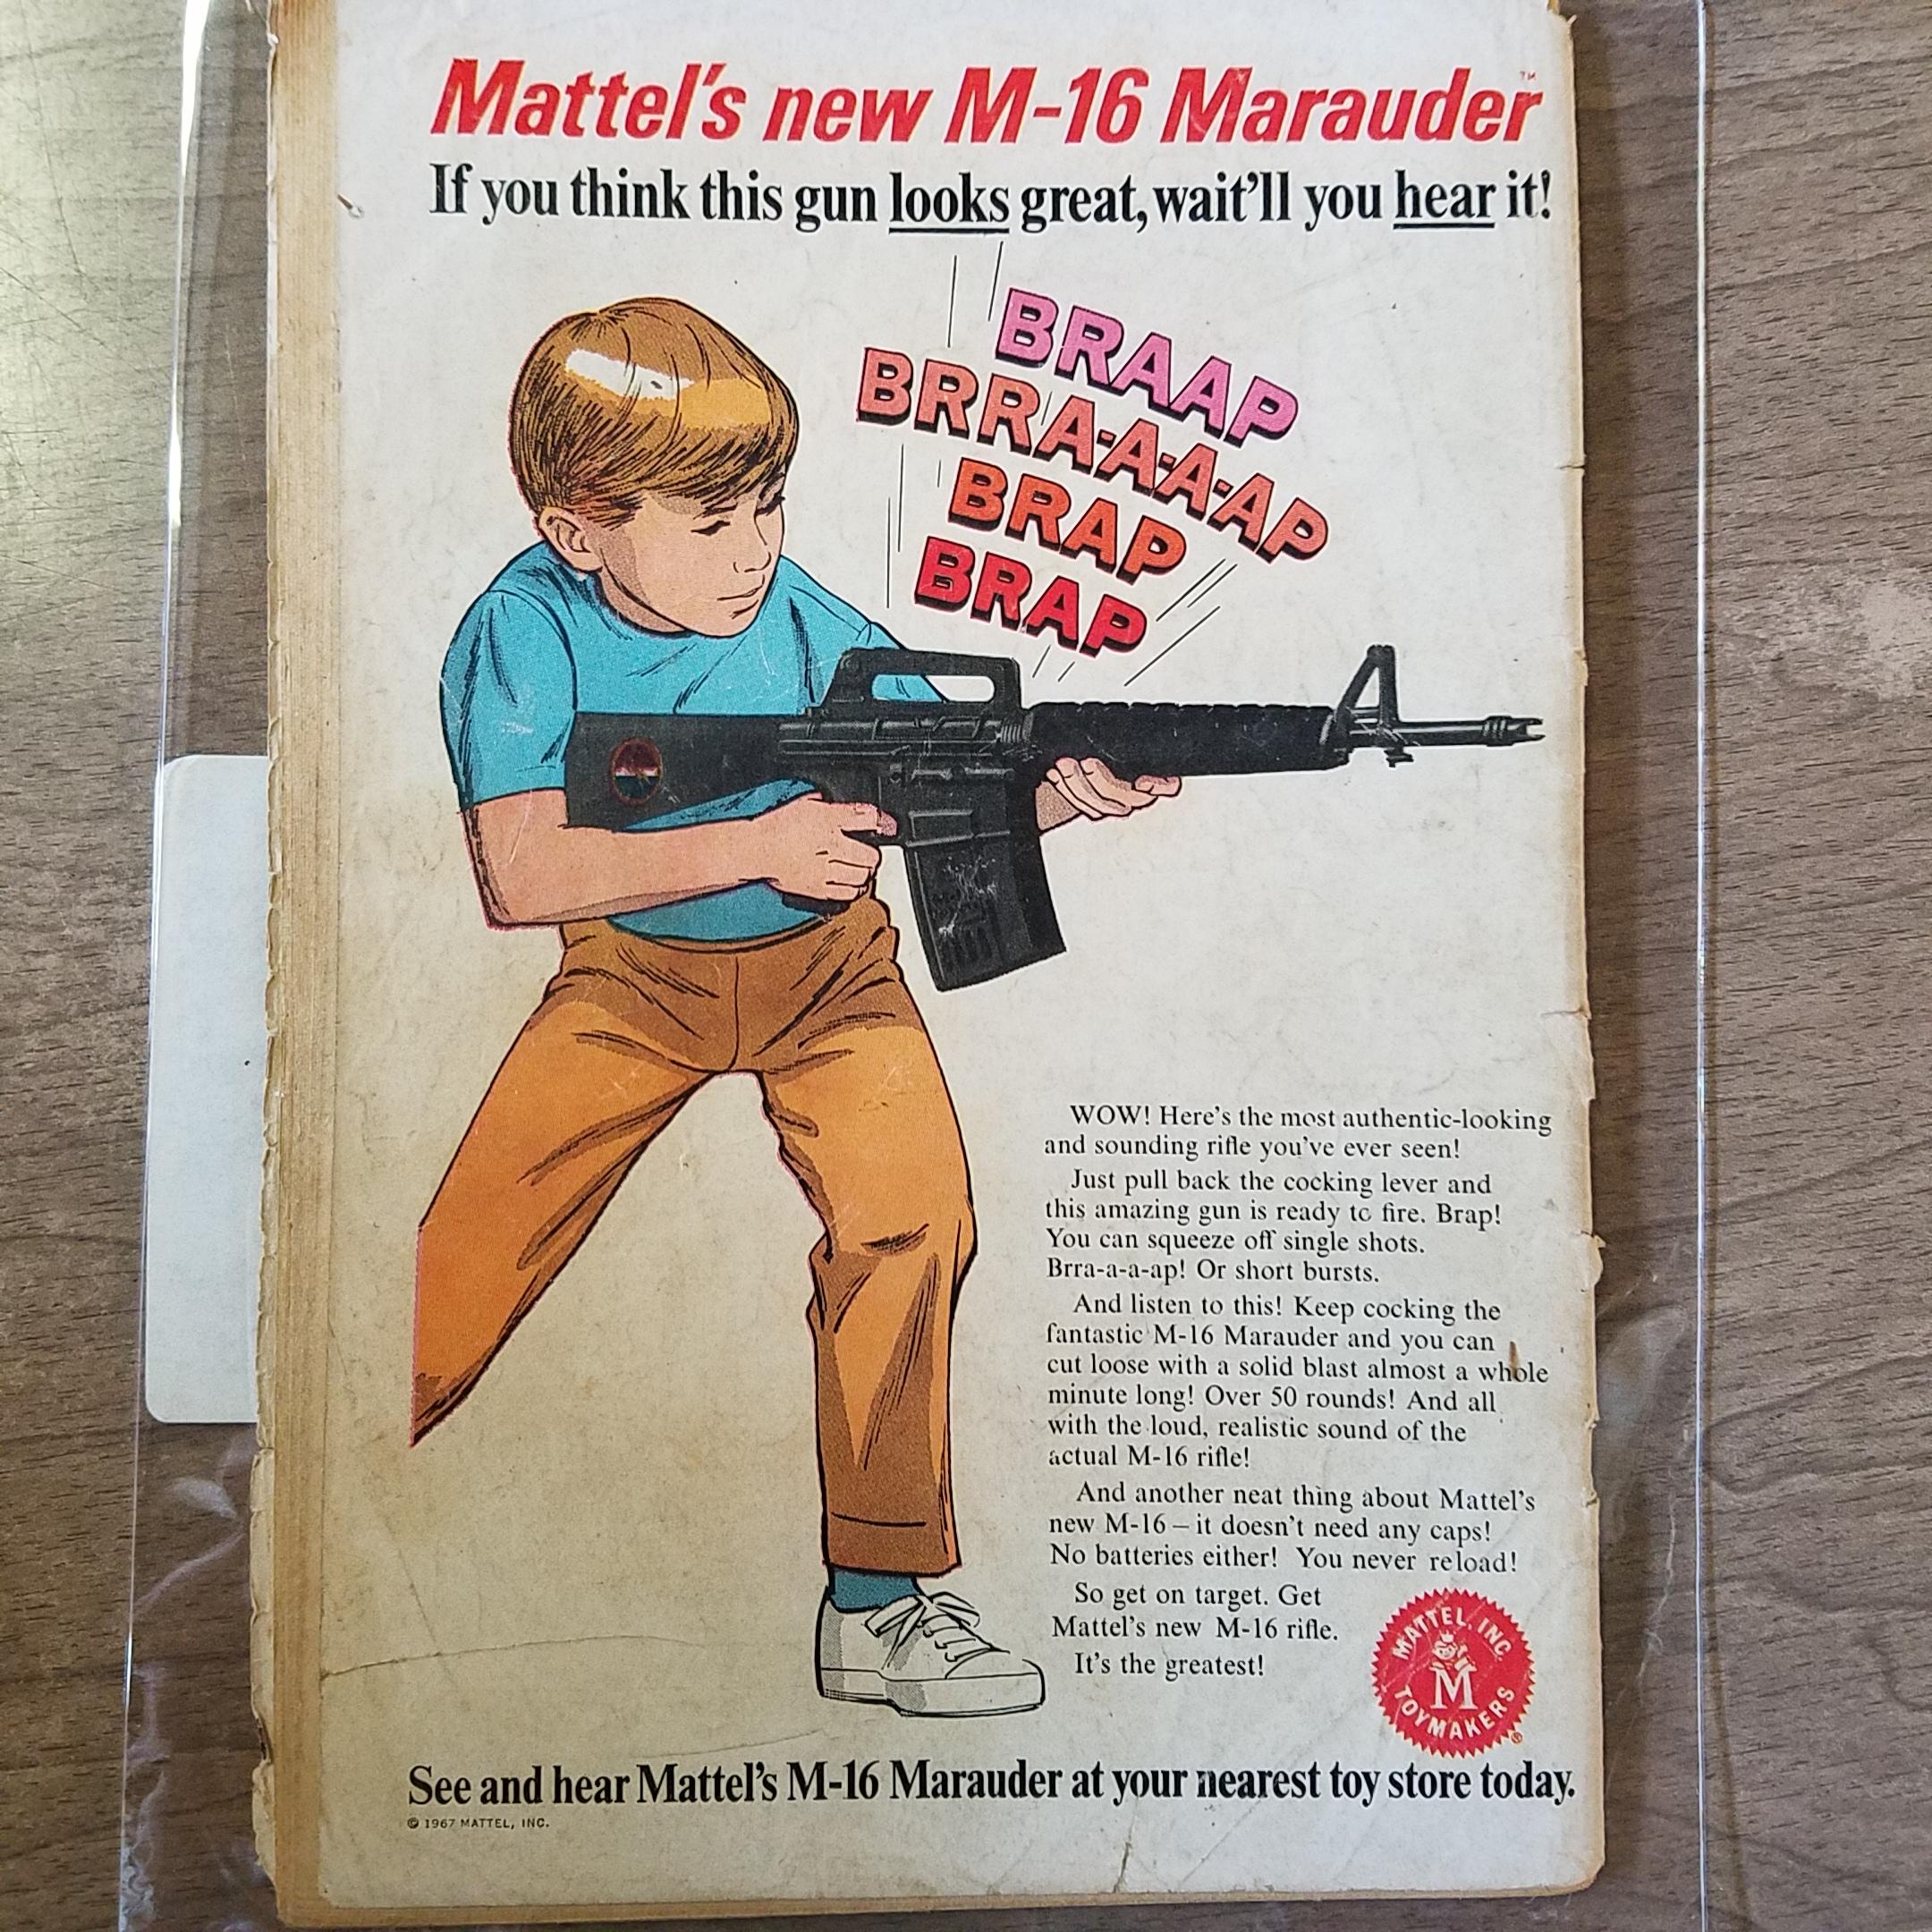 Mattel's new M-16 Marauder™
If you think this gun looks great, wait'll you hear it!
BRAAP
BRRA-A-A-AP
BRAP
BRAP
WOW! Here's the most authentic-looking
and sounding rifle you've ever seen!
Just pull back the cocking lever and
this amazing gun is ready to fire. Brap!
You can squeeze off single shots.
Brra-a-a-ap! Or short bursts.
And listen to this! Keep cocking the
fantastic M-16 Marauder and you can
cut loose with a solid blast almost a whole
minute long! Over 50 rounds! And all
with the loud, realistic sound of the
actual M-16 rifle!
And another neat thing about Mattel's
new M-16 – it doesn't need any caps!
No batteries either! You never reload!
So get on target. Get
Mattel's new M-16 rifle.
It's the greatest!
MATTEL, INC.
M
TOYMAKERS®
See and hear Mattel's M-16 Marauder at your nearest toy store today.
© 1967 MATTEL, INC.